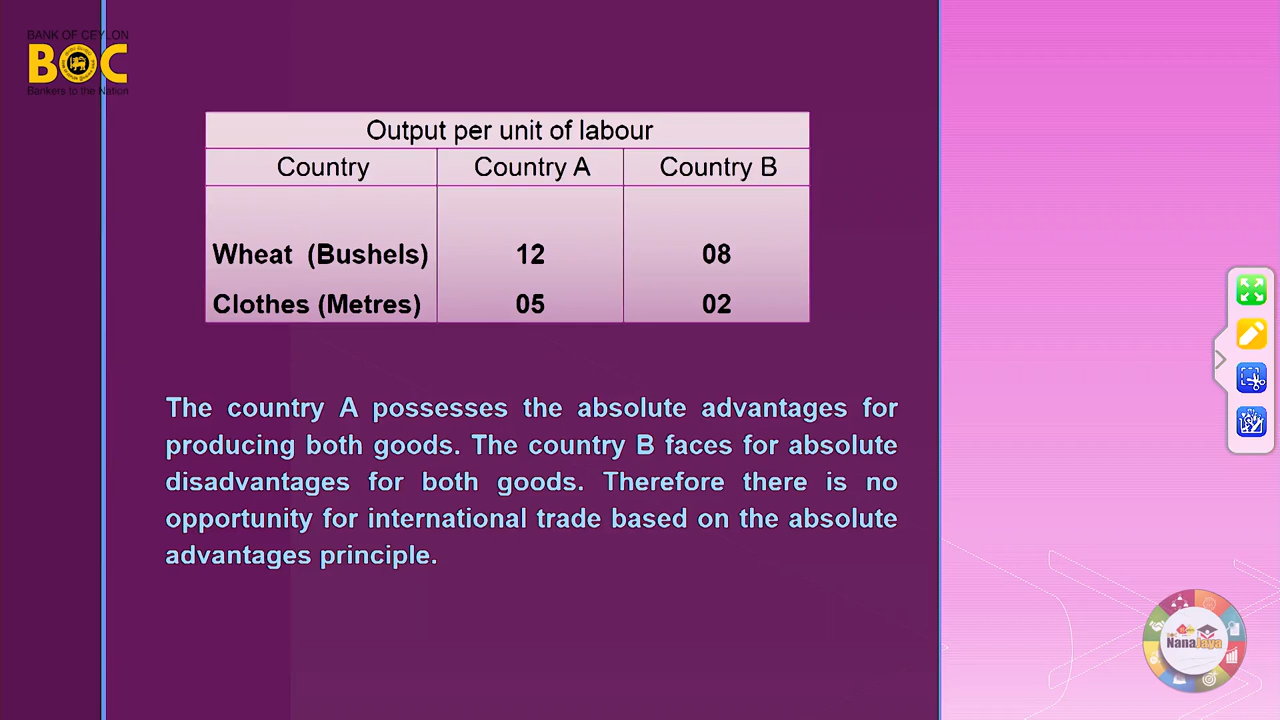 BANK OF CEYLON
BOC
Bankers to the Nation
Output per unit of labour
Country Country A Country B
Wheat (Bushels) 12 08
Clothes (Metres) 05 02
The country A possesses the absolute advantages for
producing both goods. The country B faces for absolute
disadvantages for both goods. Therefore there is no
opportunity for international trade based on the absolute
advantages principle.
NanaJaya